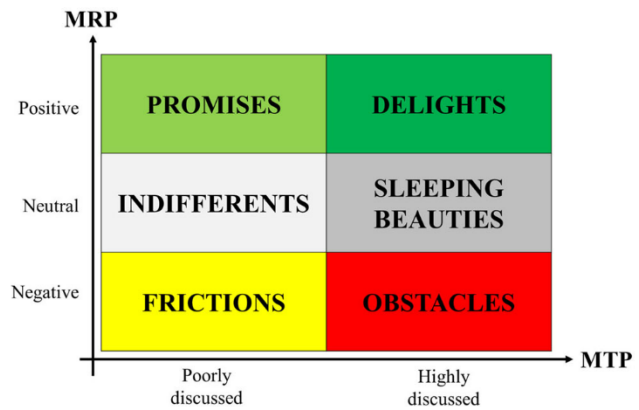 MRP
Positive
PROMISES
DELIGHTS
Neutral
INDIFFERENTS
SLEEPING
BEAUTIES
Negative
FRICTIONS
OBSTACLES
MTP
Poorly
discussed
Highly
discussed